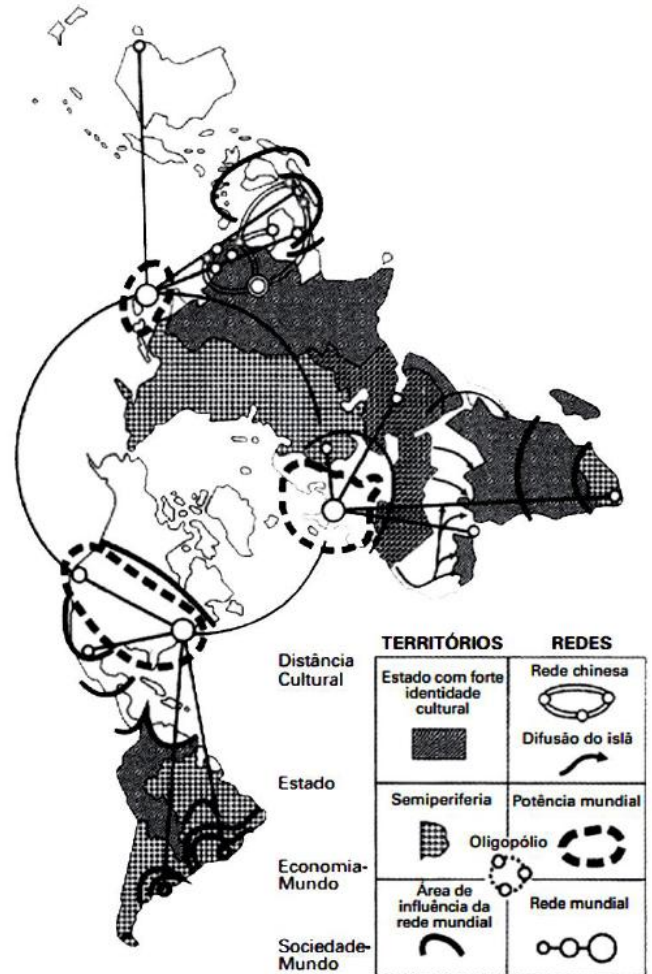 TERRITÓRIOS
REDES
Distância
Cultural
Estado com forte
identidade
cultural
Rede chinesa
Difusão do islã
Estado
Semiperiferia
Potência mundial
Oligopólio
Economia-
Mundo
Área de
influência da
rede mundial
Rede mundial
Sociedade-
Mundo